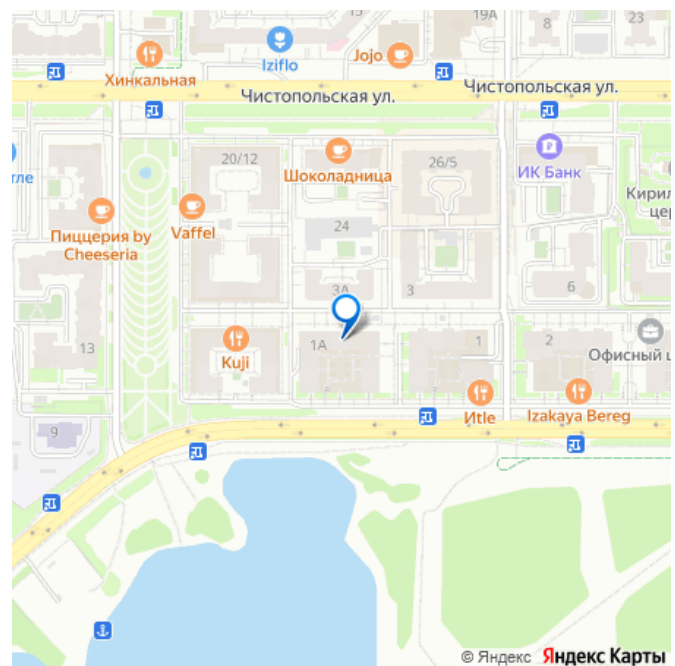 15
19А
8
23
Iziflo
Jojo
Хинкальная
Чистопольская ул.
Чистопольская ул.
20/12
Шоколадница
26/5
ИК Банк
тле
Кирил
це
Vaffel
24
Пиццерия by
Cheeseria
3А
3
6
13
Kuji
1А
1
2
Офисный ц
Itle
Izakaya Bereg
9
© Яндекс Яндекс Карты